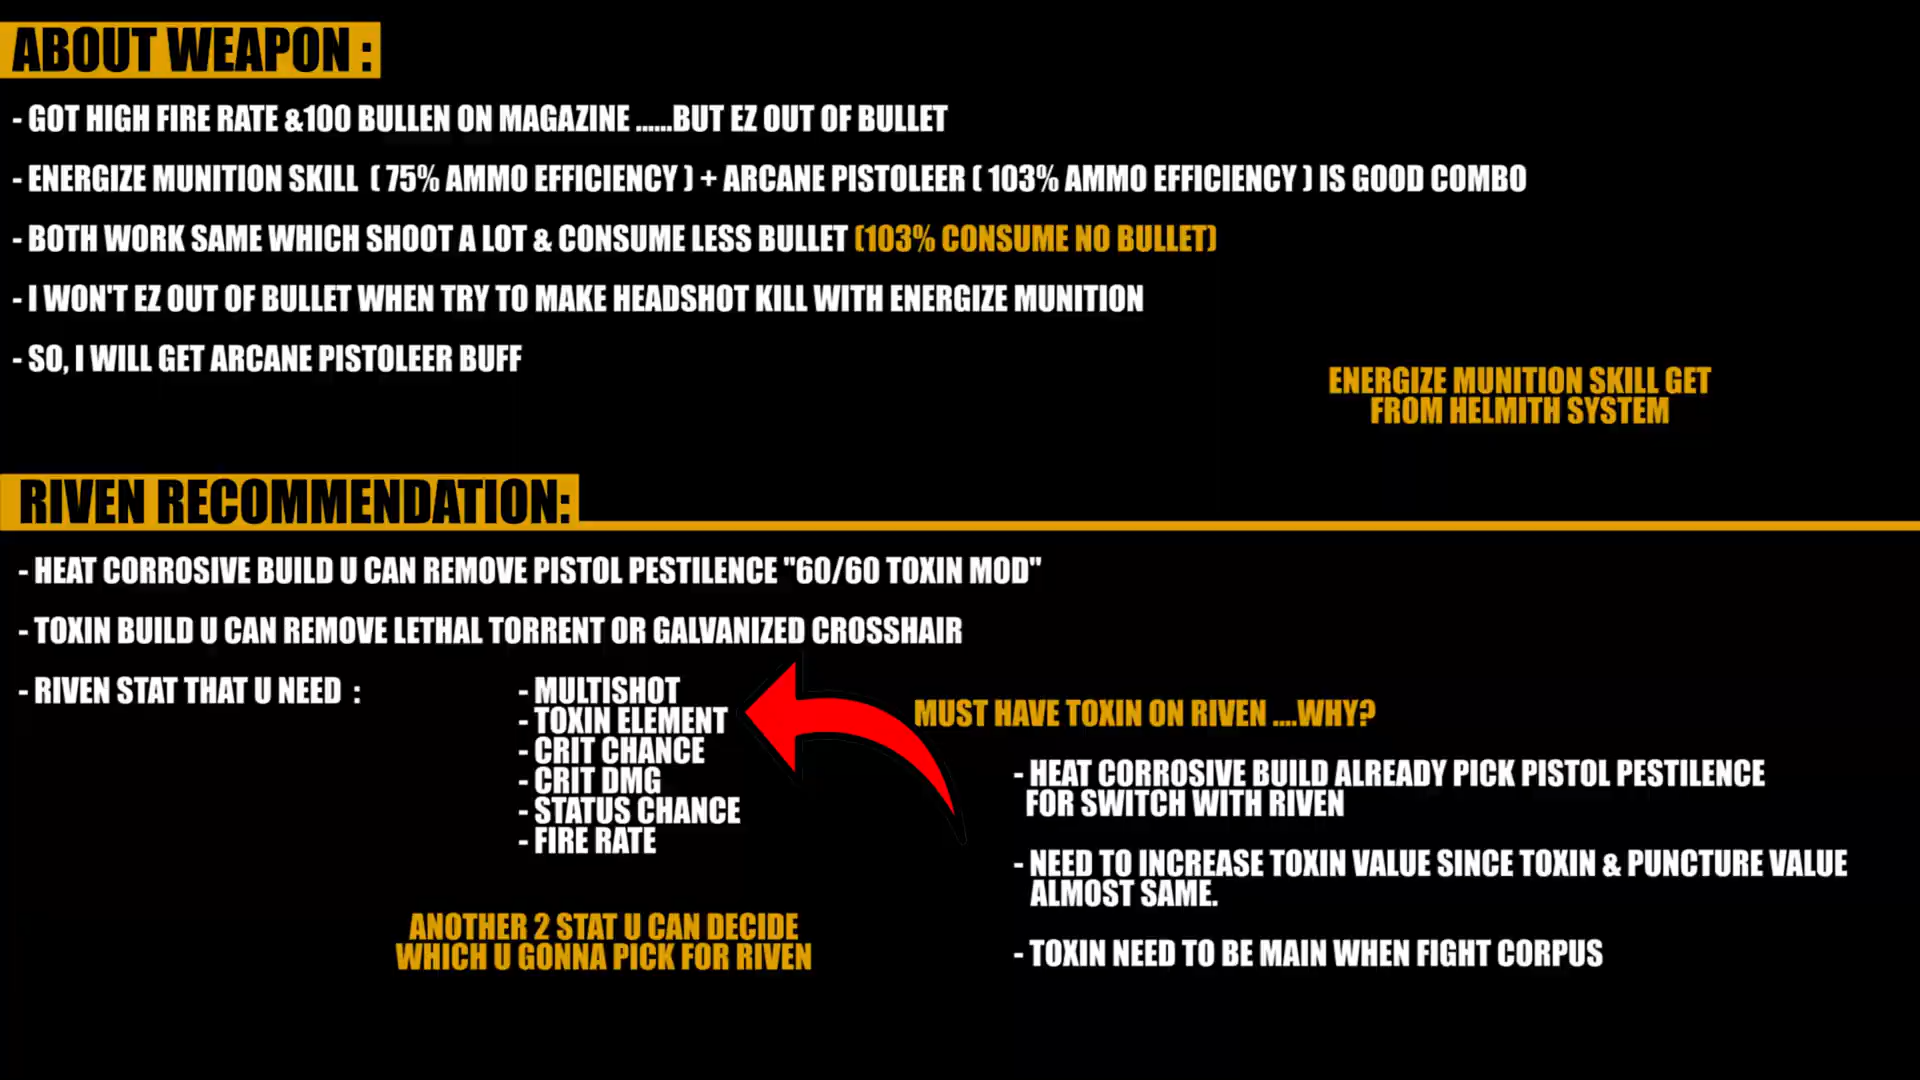 ABOUT WEAPON :
- GOT HIGH FIRE RATE &100 BULLEN ON MAGAZINE ......BUT EZ OUT OF BULLET
- ENERGIZE MUNITION SKILL ( 75% AMMO EFFICIENCY ) + ARCANE PISTOLEER ( 103% AMMO EFFICIENCY ) IS GOOD COMBO
- BOTH WORK SAME WHICH SHOOT A LOT & CONSUME LESS BULLET (103% CONSUME NO BULLET)
- I WON'T EZ OUT OF BULLET WHEN TRY TO MAKE HEADSHOT KILL WITH ENERGIZE MUNITION
- SO, I WILL GET ARCANE PISTOLEER BUFF
ENERGIZE MUNITION SKILL GET
FROM HELMITH SYSTEM
RIVEN RECOMMENDATION:
- HEAT CORROSIVE BUILD U CAN REMOVE PISTOL PESTILENCE "60/60 TOXIN MOD"
- TOXIN BUILD U CAN REMOVE LETHAL TORRENT OR GALVANIZED CROSSHAIR
- RIVEN STAT THAT U NEED :
- MULTISHOT
- TOXIN ELEMENT
- CRIT CHANCE
- CRIT DMG
- STATUS CHANCE
- FIRE RATE
ANOTHER 2 STAT U CAN DECIDE
WHICH U GONNA PICK FOR RIVEN
MUST HAVE TOXIN ON RIVEN ....WHY?
- HEAT CORROSIVE BUILD ALREADY PICK PISTOL PESTILENCE
FOR SWITCH WITH RIVEN
- NEED TO INCREASE TOXIN VALUE SINCE TOXIN & PUNCTURE VALUE
ALMOST SAME.
- TOXIN NEED TO BE MAIN WHEN FIGHT CORPUS